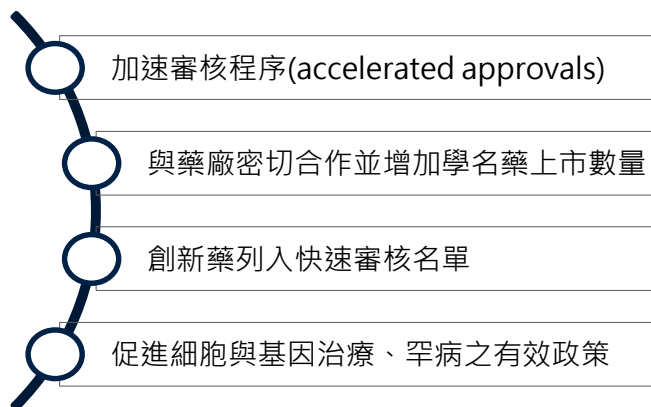 加速審核程序(accelerated approvals)
與藥廠密切合作並增加學名藥上市數量
創新藥列入快速審核名單
促進細胞與基因治療、罕病之有效政策